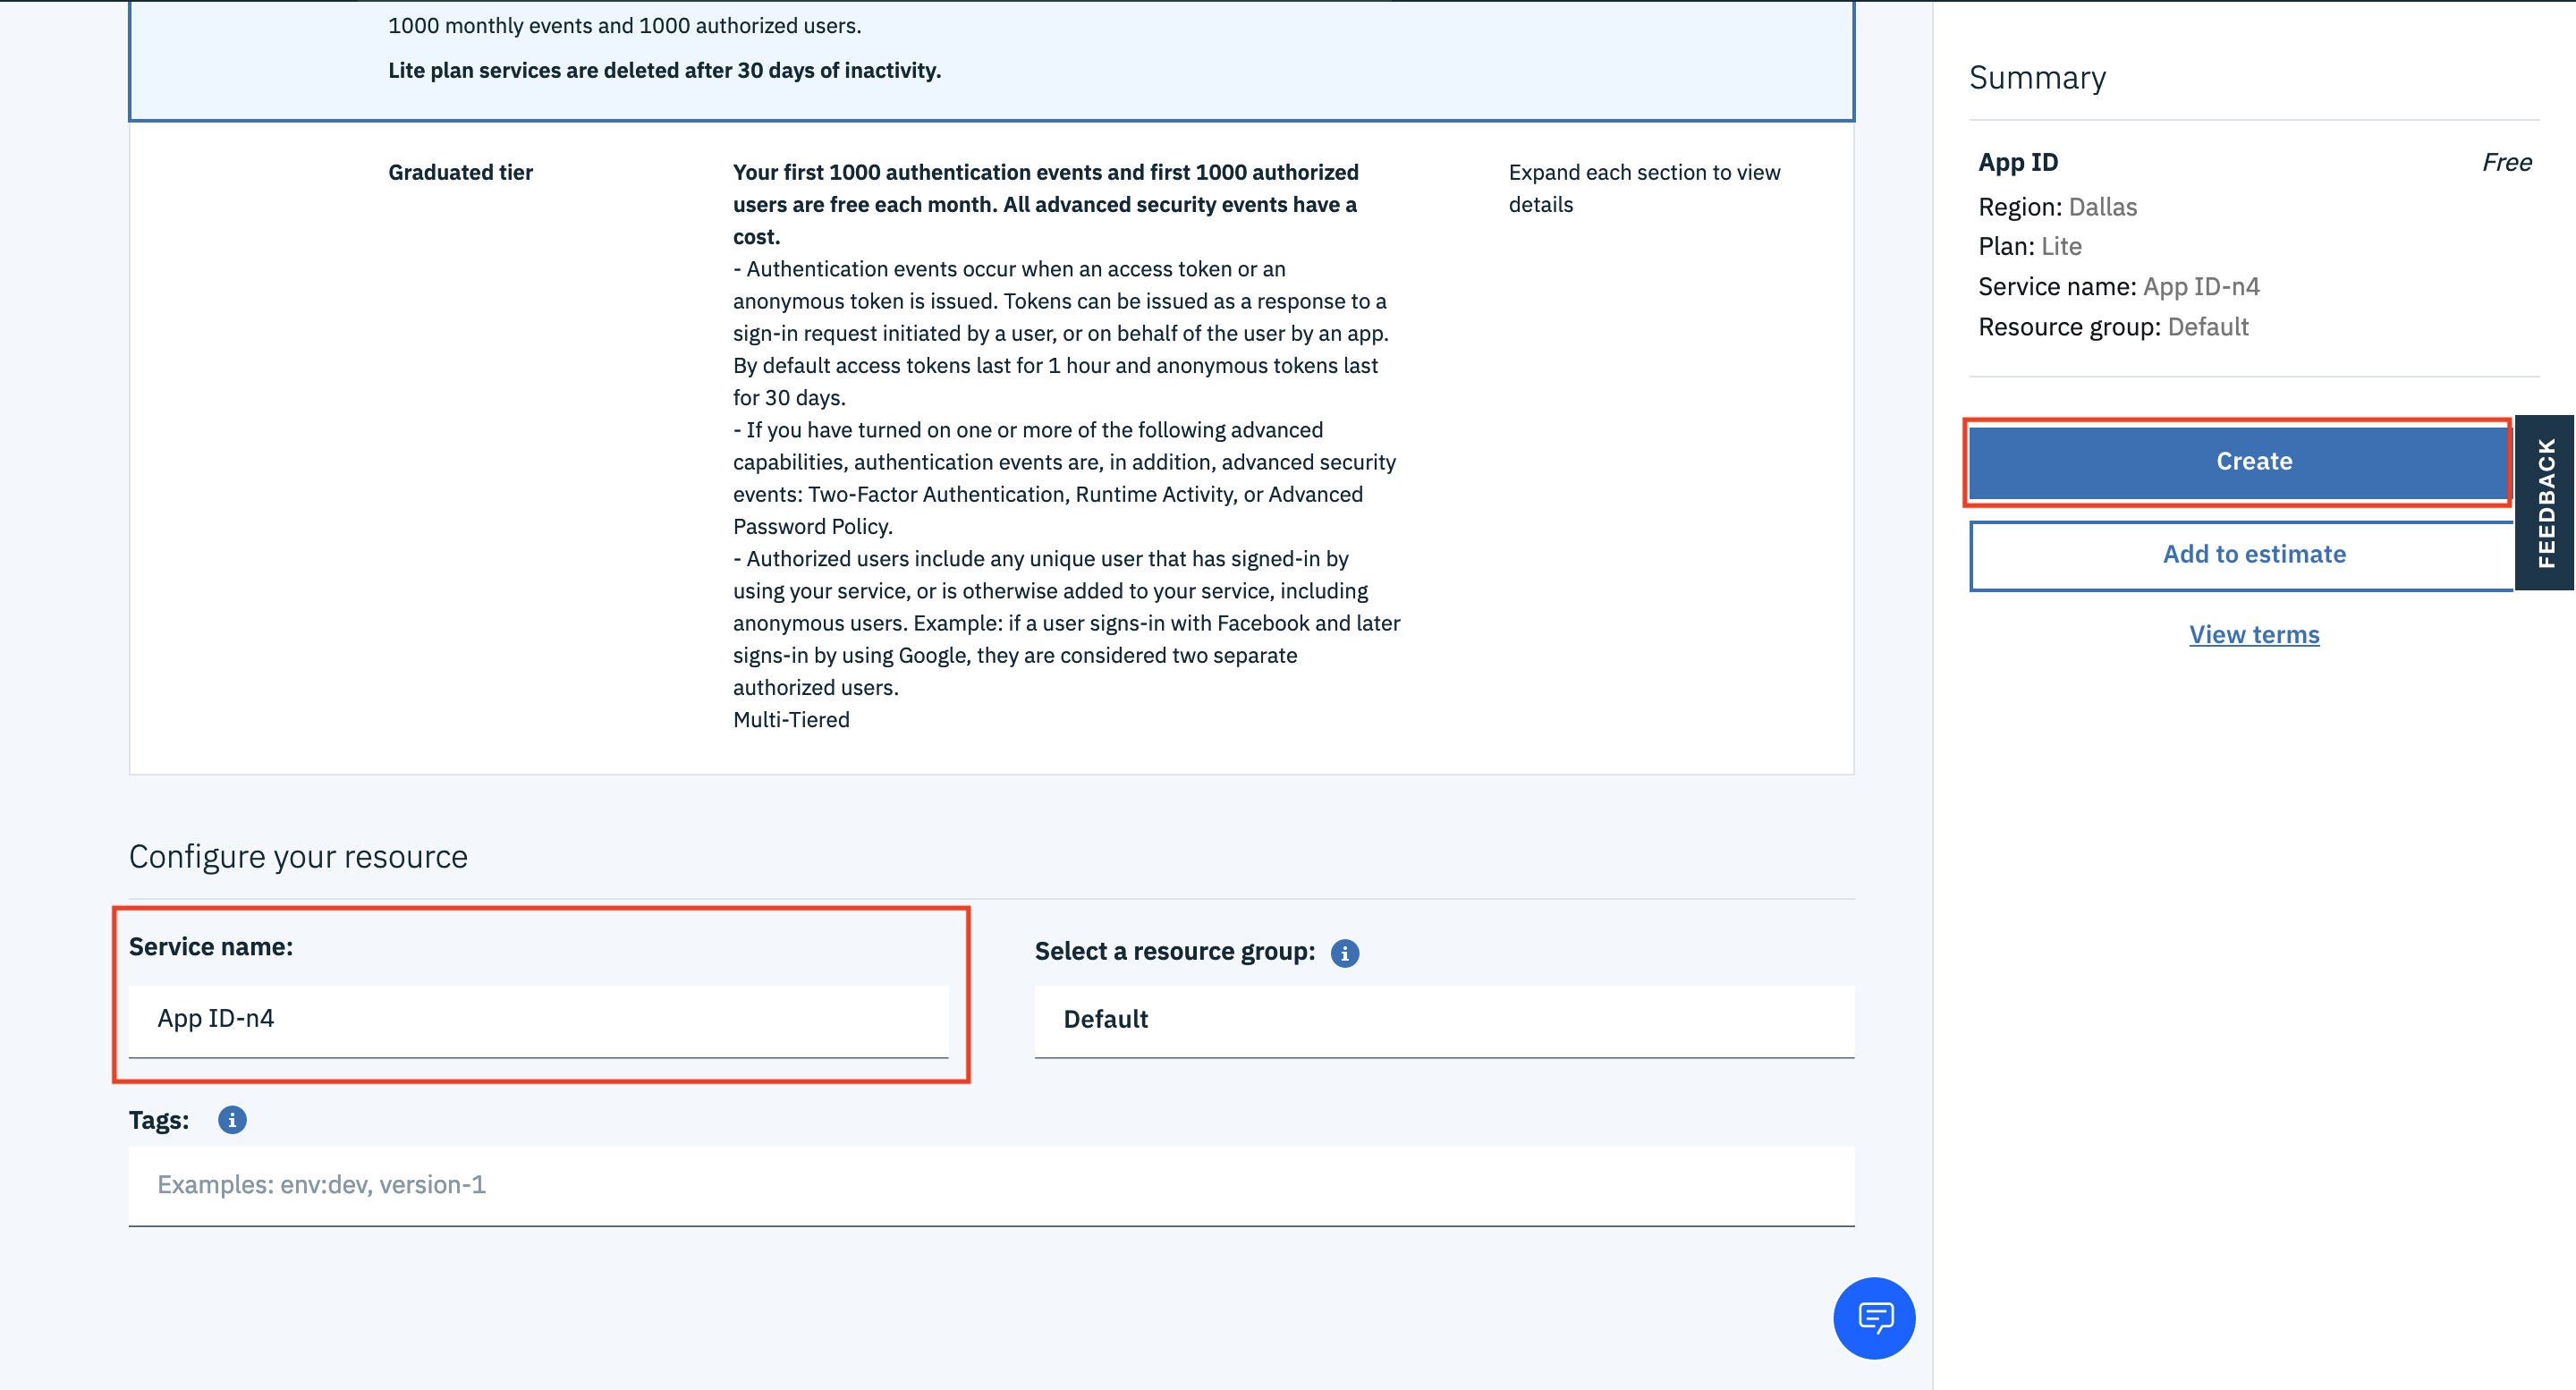 1000 monthly events and 1000 authorized users.
Lite plan services are deleted after 30 days of inactivity.
Graduated tier
Your first 1000 authentication events and first 1000 authorized
users are free each month. All advanced security events have a
cost.
- Authentication events occur when an access token or an
anonymous token is issued. Tokens can be issued as a response to a
sign-in request initiated by a user, or on behalf of the user by an app.
By default access tokens last for 1 hour and anonymous tokens last
for 30 days.
- If you have turned on one or more of the following advanced
capabilities, authentication events are, in addition, advanced security
events: Two-Factor Authentication, Runtime Activity, or Advanced
Password Policy.
- Authorized users include any unique user that has signed-in by
using your service, or is otherwise added to your service, including
anonymous users. Example: if a user signs-in with Facebook and later
signs-in by using Google, they are considered two separate
authorized users.
Multi-Tiered
Expand each section to view
details
Configure your resource
Service name:
App ID-n4
Select a resource group:
Default
Tags:
Examples: env:dev, version-1
Summary
App ID
Free
Region: Dallas
Plan: Lite
Service name: App ID-n4
Resource group: Default
Create
Add to estimate
View terms
FEEDBACK